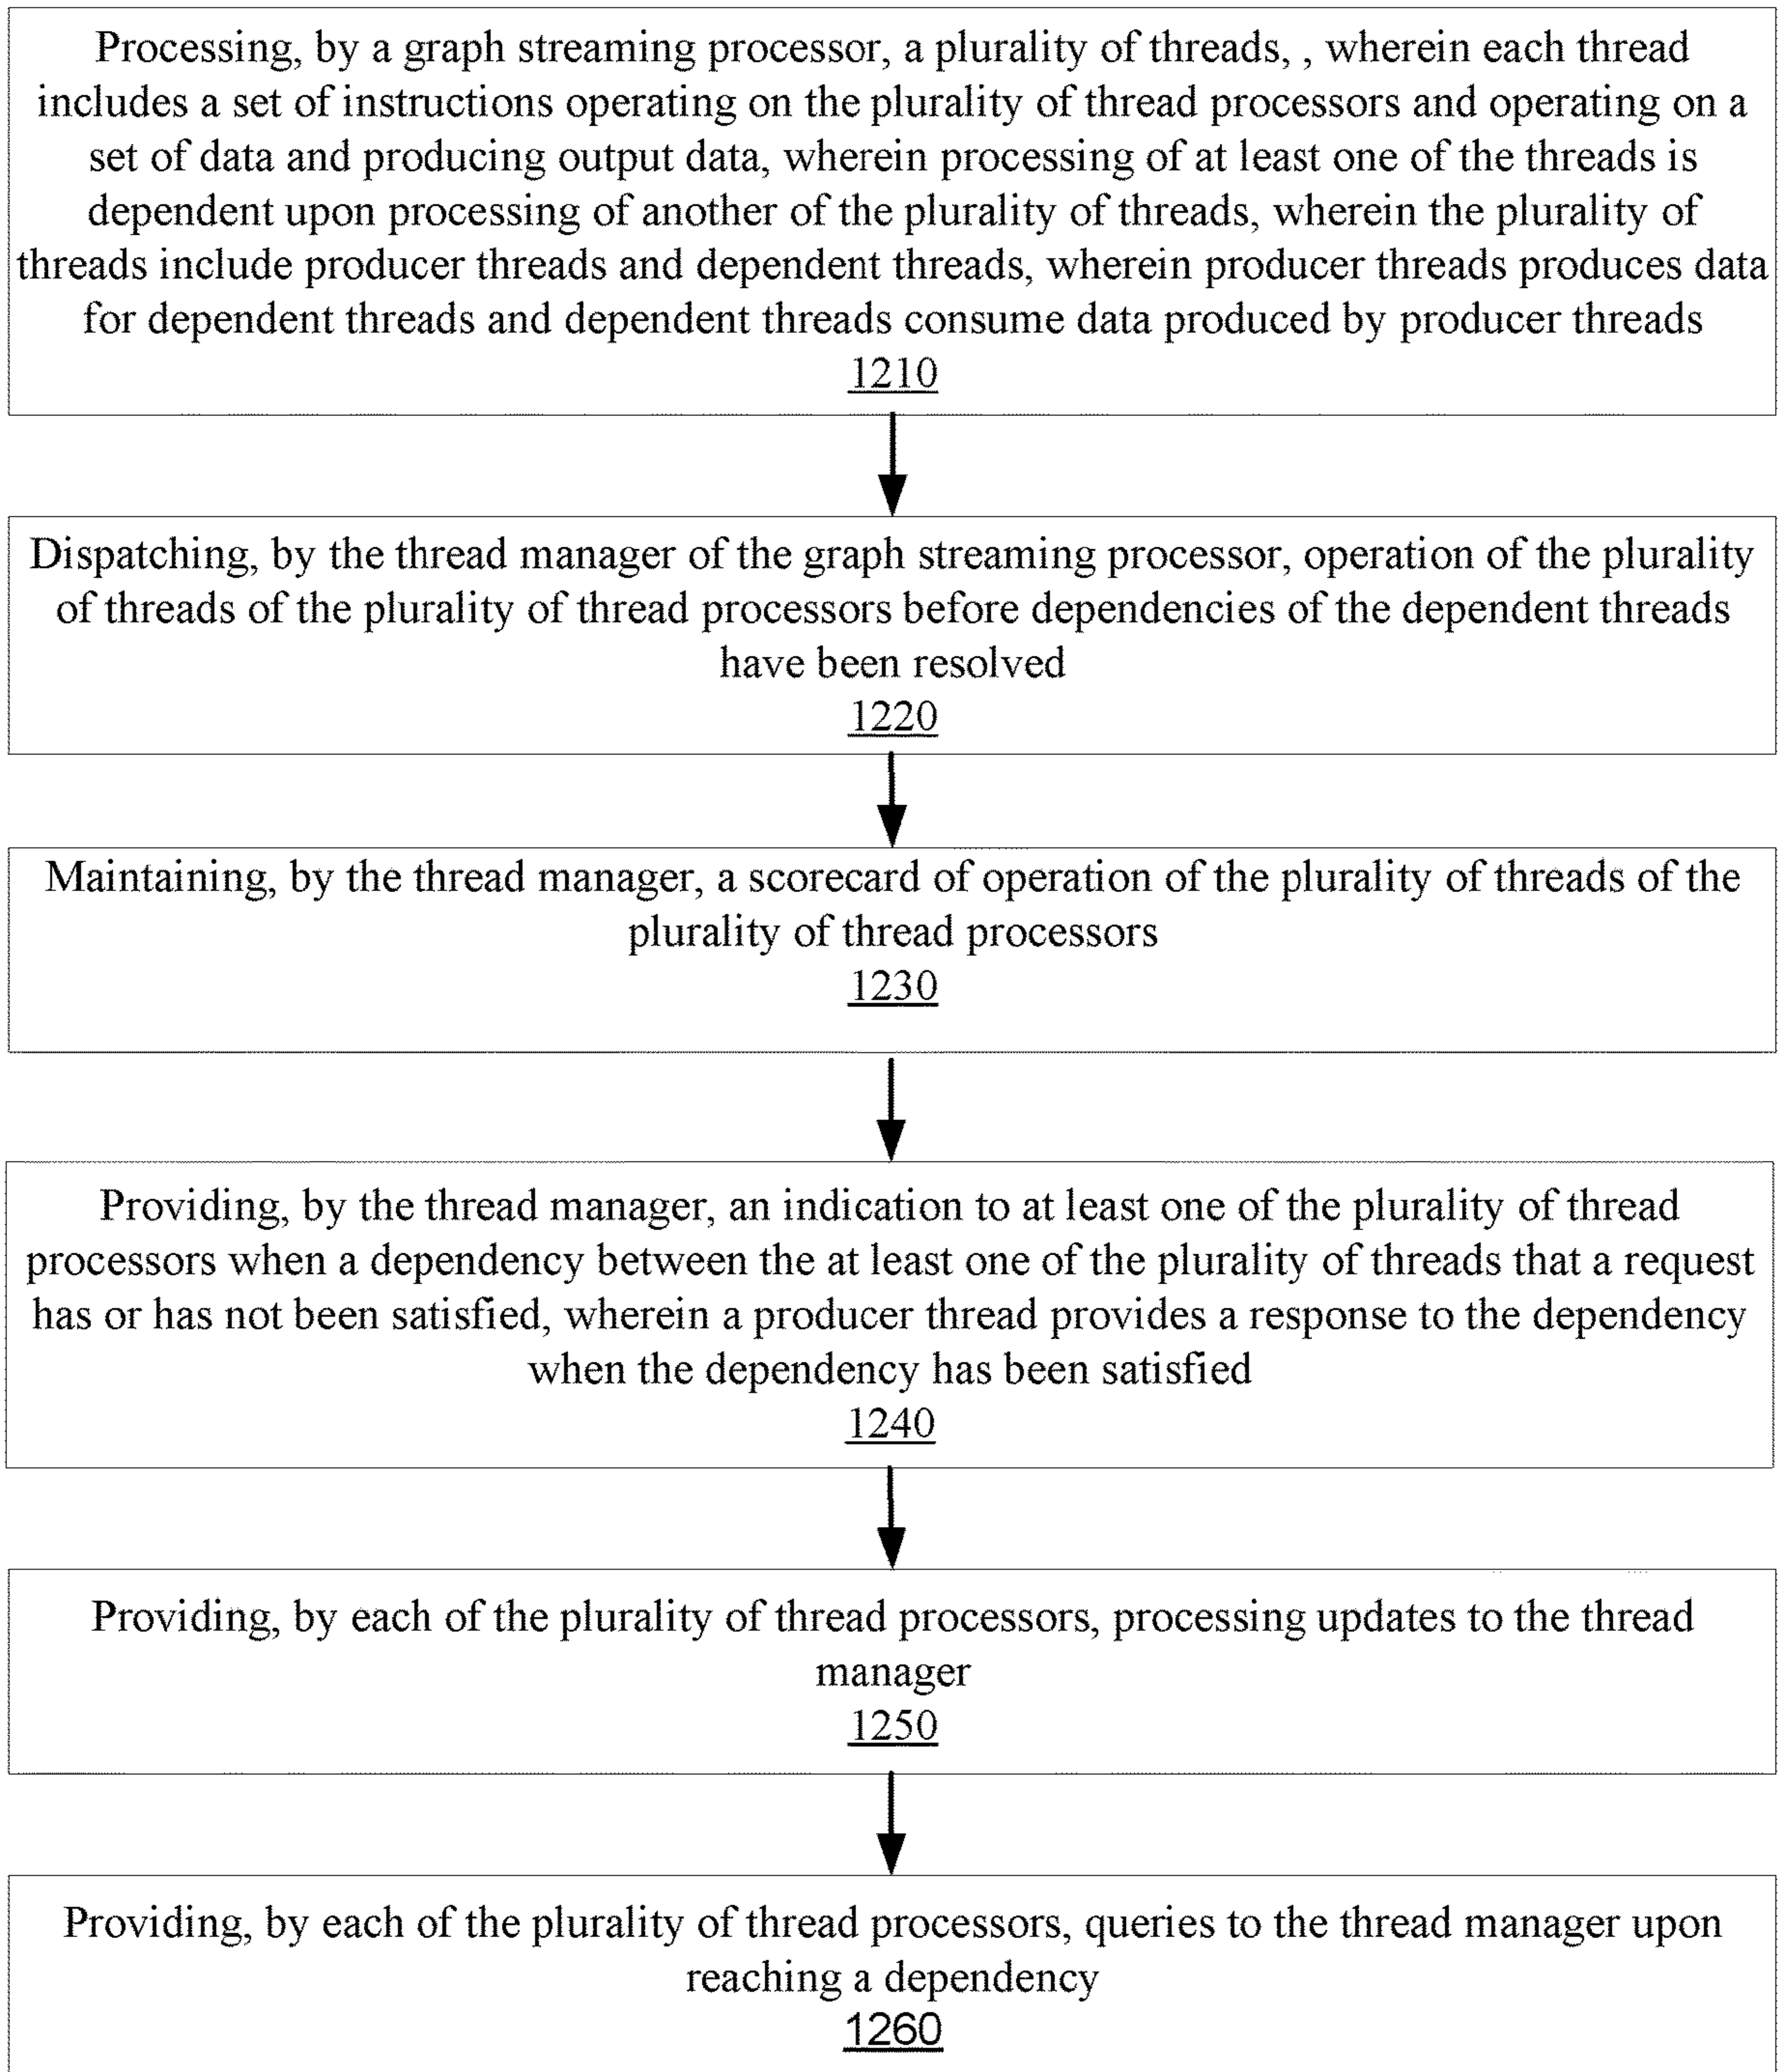 Processing, by a graph streaming processor, a plurality of threads, , wherein each thread
includes a set of instructions operating on the plurality of thread processors and operating on a
set of data and producing output data, wherein processing of at least one of the threads is
dependent upon processing of another of the plurality of threads, wherein the plurality of
threads include producer threads and dependent threads, wherein producer threads produces data
for dependent threads and dependent threads consume data produced by producer threads
1210
Dispatching, by the thread manager of the graph streaming processor, operation of the plurality
of threads of the plurality of thread processors before dependencies of the dependent threads
have been resolved
1220
Maintaining, by the thread manager, a scorecard of operation of the plurality of threads of the
plurality of thread processors
1230
Providing, by the thread manager, an indication to at least one of the plurality of thread
processors when a dependency between the at least one of the plurality of threads that a request
has or has not been satisfied, wherein a producer thread provides a response to the dependency
when the dependency has been satisfied
1240
Providing, by each of the plurality of thread processors, processing updates to the thread
manager
1250
Providing, by each of the plurality of thread processors, queries to the thread manager upon
reaching a dependency
1260